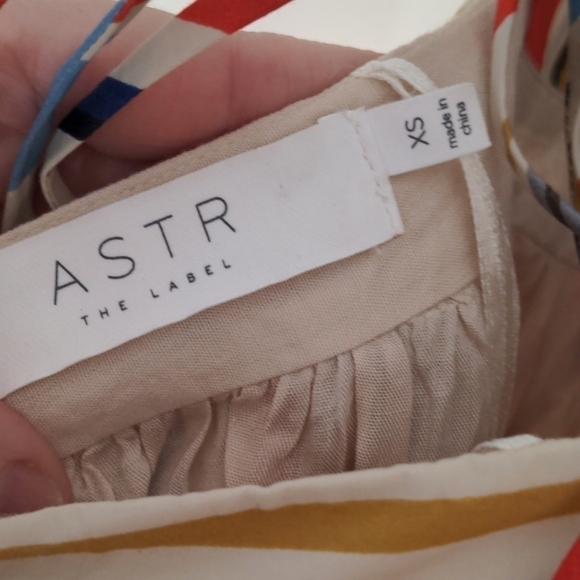 ASTR
THE LABEL
XS
made in
china